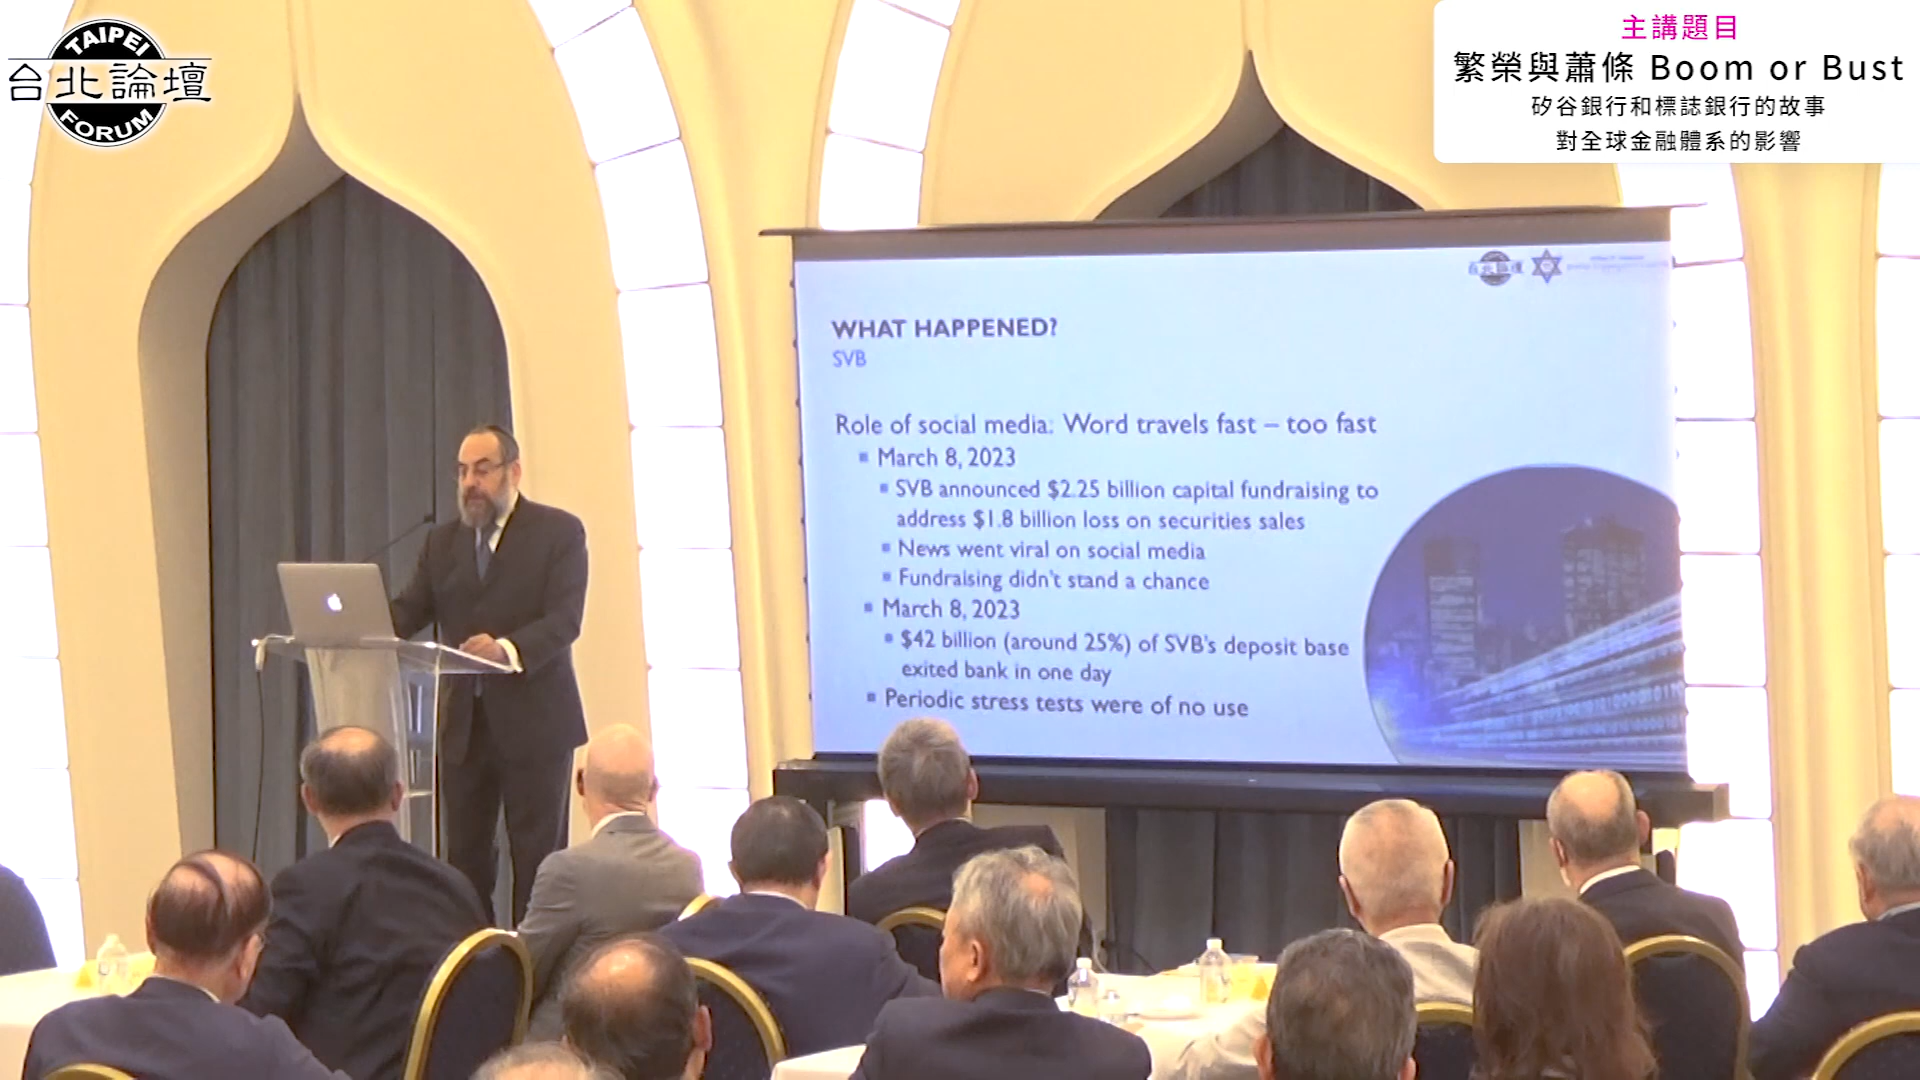 TAIPEI
台北論壇
FORUM
主講題目
繁榮與蕭條 Boom or Bust
矽谷銀行和標誌銀行的故事
對全球金融體系的影響
台北論壇
WHAT HAPPENED?
SVB
Role of social media: Word travels fast – too fast
March 8, 2023
SVB announced $2.25 billion capital fundraising to
address $1.8 billion loss on securities sales
News went viral on social media
Fundraising didn't stand a chance
March 8, 2023
$42 billion (around 25%) of SVB's deposit base
exited bank in one day
Periodic stress tests were of no use